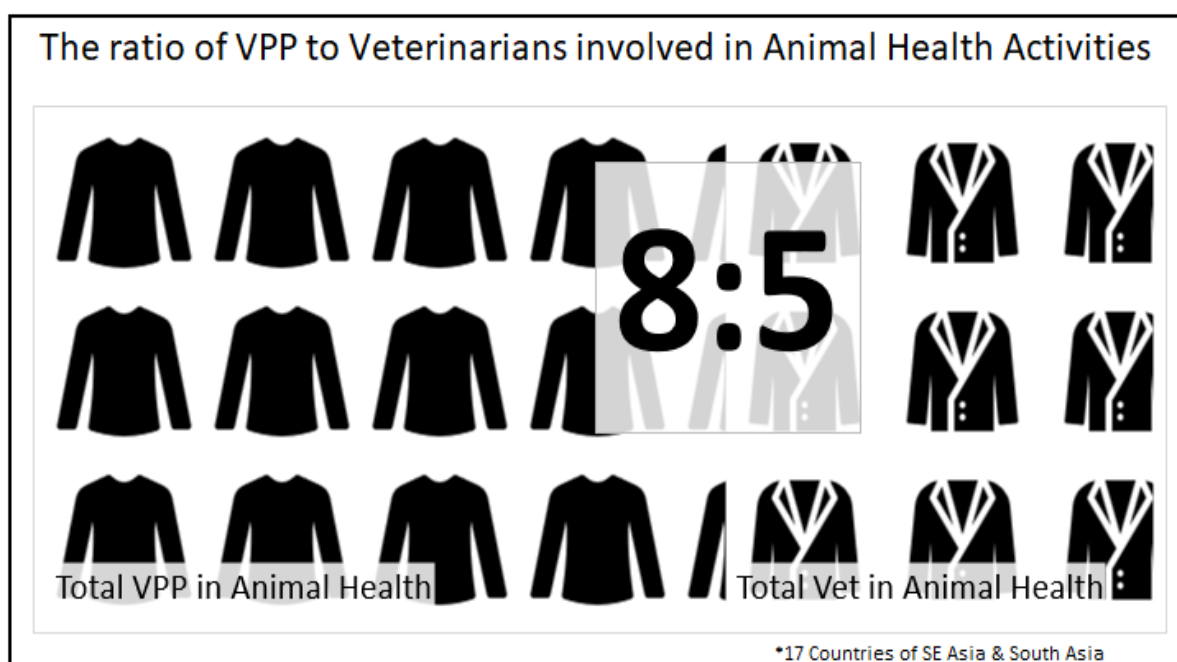 The ratio of VPP to Veterinarians involved in Animal Health Activities
8:5
Total VPP in Animal Health
Total Vet in Animal Health
*17 Countries of SE Asia & South Asia